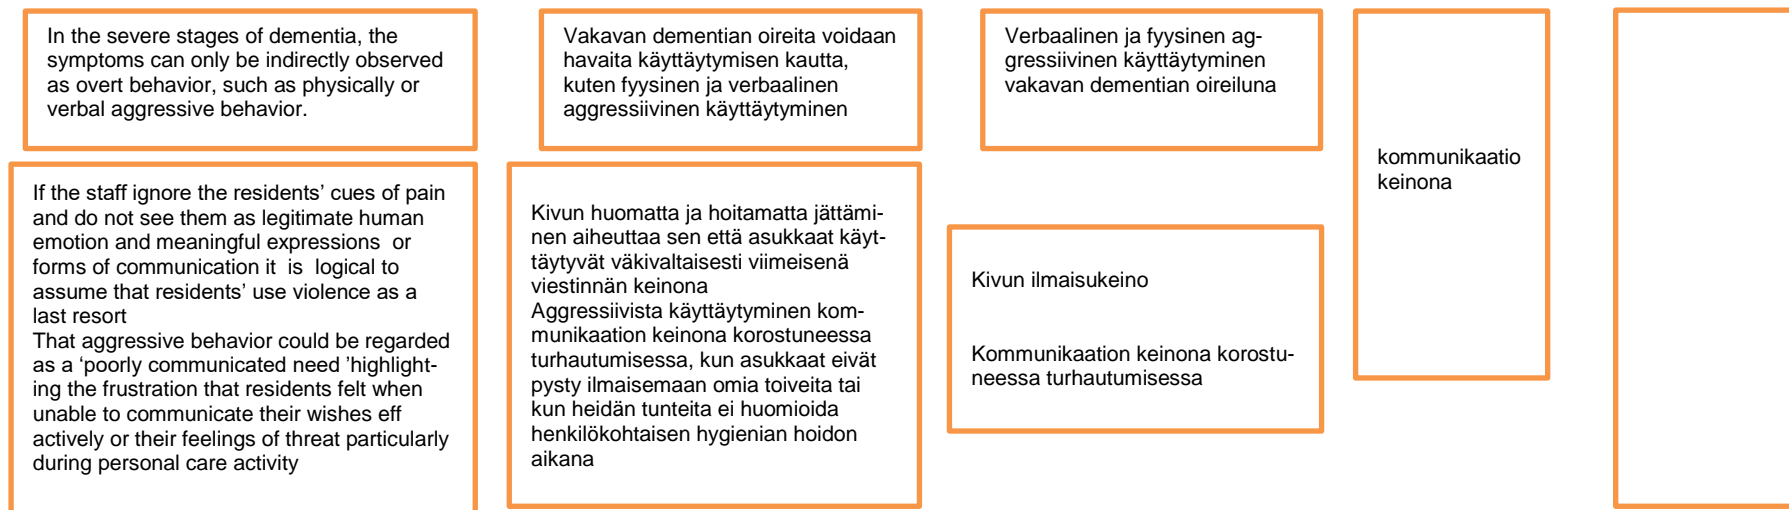 In the severe stages of dementia, the
symptoms can only be indirectly observed
as overt behavior, such as physically or
verbal aggressive behavior.
Vakavan dementian oireita voidaan
havaita käyttäytymisen kautta,
kuten fyysinen ja verbaalinen
aggressiivinen käyttäytyminen
Verbaalinen ja fyysinen ag-
gressiivinen käyttäytyminen
vakavan dementian oireiluna
kommunikaatio
keinona
If the staff ignore the residents’ cues of pain
and do not see them as legitimate human
emotion and meaningful expressions or
forms of communication it is logical to
assume that residents’ use violence as a
last resort
That aggressive behavior could be regarded
as a ‘poorly communicated need ’highlight-
ing the frustration that residents felt when
unable to communicate their wishes eff
actively or their feelings of threat particularly
during personal care activity
Kivun huomatta ja hoitamatta jättämi-
nen aiheuttaa sen että asukkaat käyt-
täytyvät väkivaltaisesti viimeisenä
viestinnän keinona
Aggressiivista käyttäytyminen kom-
munikaation keinona korostuneessa
turhautumisessa, kun asukkaat eivät
pysty ilmaisemaan omia toiveita tai
kun heidän tunteita ei huomioida
henkilökohtaisen hygienian hoidon
aikana
Kivun ilmaisukeino
Kommunikaation keinona korostu-
neessa turhautumisessa